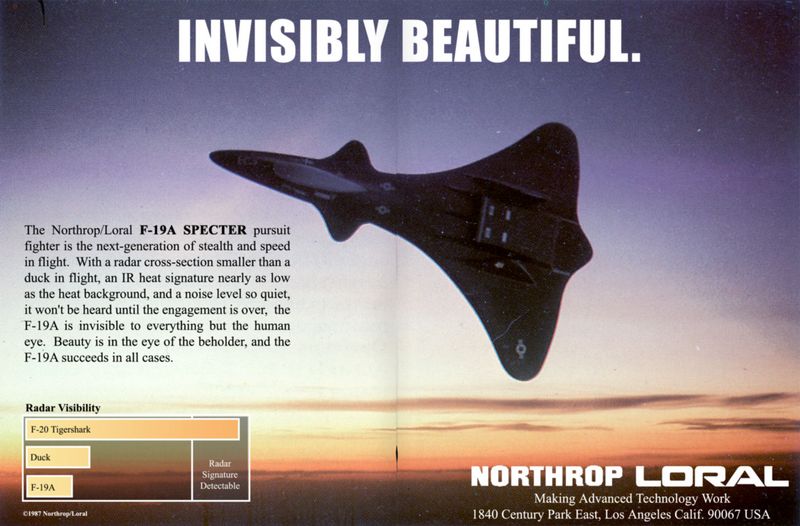 INVISIBLY BEAUTIFUL.
The Northrop/Loral F-19A SPECTER pursuit
fighter is the next-generation of stealth and speed
in flight. With a radar cross-section smaller than a
duck in flight, an IR heat signature nearly as low
as the heat background, and a noise level so quiet,
it won't be heard until the engagement is over, the
F-19A is invisible to everything but the human
eye. Beauty is in the eye of the beholder, and the
F-19A succeeds in all cases.
Radar Visibility
F-20 Tigershark
Duck
F-19A
Radar
Signature
Detectable
©1987 Northrop/Loral
NORTHROP LORAL
Making Advanced Technology Work
1840 Century Park East, Los Angeles Calif. 90067 USA